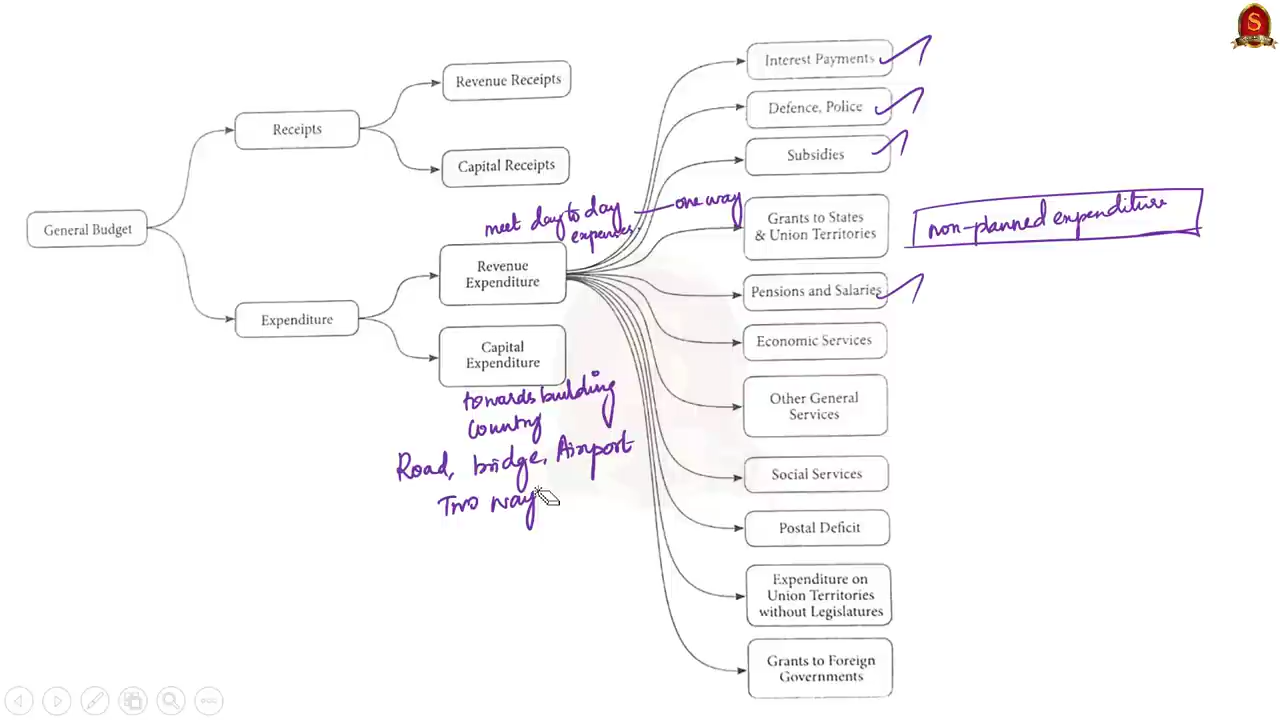 S
Interest Payments
Revenue Receipts
Defence, Police
Receipts
Subsidies
Capital Receipts
meet day to day
expenses.
one way
Grants to States
& Union Territories
non-planned expenditure
General Budget
Revenue
Expenditure
Pensions and Salaries
Expenditure
Economic Services
Capital
Expenditure
towards building
Country
Road, bridge, Airport
Two way
Other General
Services
Social Services
Postal Deficit
Expenditure on
Union Territories
without Legislatures
Grants to Foreign
Governments